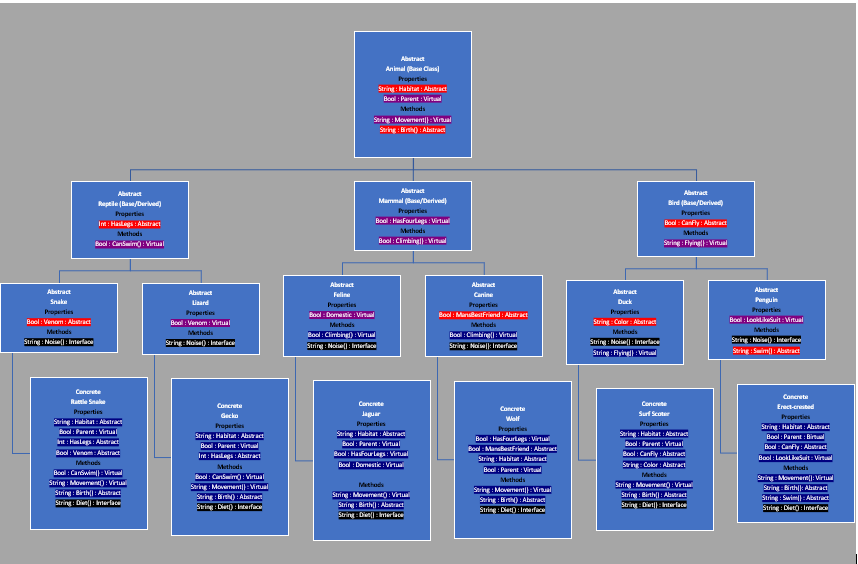 Abstract
Animal (Base Class)
Properties
String : Habitat : Abstract
Bool : Parent : Virtual
Methods
String : Movement() : Virtual
String : Birth() : Abstract
Abstract
Reptile (Base/Derived)
Properties
Int : HasLegs : Abstract
Methods
Bool : CanSwim() : Virtual
Abstract
Mammal (Base/Derived)
Properties
Bool : HasFourLegs : Virtual
Methods
Bool : Climbing() : Virtual
Abstract
Bird (Base/Derived)
Properties
Bool : CanFly : Abstract
Methods
String : Flying() : Virtual
Abstract
Snake
Properties
Bool : Venom : Abstract
Methods
String : Noise() : Interface
Abstract
Lizard
Properties
Bool : Venom : Virtual
Methods
String : Noise() : Interface
Abstract
Feline
Properties
Bool : Domestic : Virtual
Methods
Bool : Climbing() : Virtual
String : Noise() : Interface
Abstract
Canine
Properties
Bool : MansBestFriend : Abstract
Methods
Bool : Climbing() : Virtual
String : Noise() : Interface
Abstract
Duck
Properties
String : Color : Abstract
Methods
String : Noise() : Interface
String : Flying() : Virtual
Abstract
Penguin
Properties
Bool : LookLikeSuit : Virtual
Methods
String : Noise() : Interface
String : Swim() : Abstract
Concrete
Rattle Snake
Properties
String : Habitat : Abstract
Bool : Parent : Virtual
Int : HasLegs : Abstract
Bool : Venom : Abstract
Methods
Bool : CanSwim() : Virtual
String : Movement() : Virtual
String : Birth() : Abstract
String : Diet() : Interface
Concrete
Gecko
Properties
String : Habitat : Abstract
Bool : Parent : Virtual
Int : HasLegs : Abstract
Methods
Bool : CanSwim() : Virtual
String : Movement() : Virtual
String : Birth() : Abstract
String : Diet() : Interface
Concrete
Jaguar
Properties
String : Habitat : Abstract
Bool : Parent : Virtual
Bool : HasFourLegs : Virtual
Bool : Domestic : Virtual
Methods
String : Movement() : Virtual
String : Birth() : Abstract
String : Diet() : Interface
Concrete
Wolf
Properties
Bool : HasFourLegs : Virtual
Bool : MansBestFriend : Abstract
String : Habitat : Abstract
Bool : Parent : Virtual
Methods
String : Movement() : Virtual
String : Birth() : Abstract
String : Diet() : Interface
Concrete
Surf Scoter
Properties
String : Habitat : Abstract
Bool : Parent : Virtual
Bool : CanFly : Virtual
String : Color : Abstract
Methods
String : Movement() : Virtual
String : Birth() : Abstract
String : Diet() : Interface
Concrete
Erect-crested
Properties
String : Habitat : Abstract
Bool : Parent : Birtual
Bool : CanFly : Abstract
Bool : LookLikeSuit : Virtual
Methods
String : Movement() : Virtual
String : Birth() : Abstract
String : Swim() : Abstract
String : Diet() : Interface